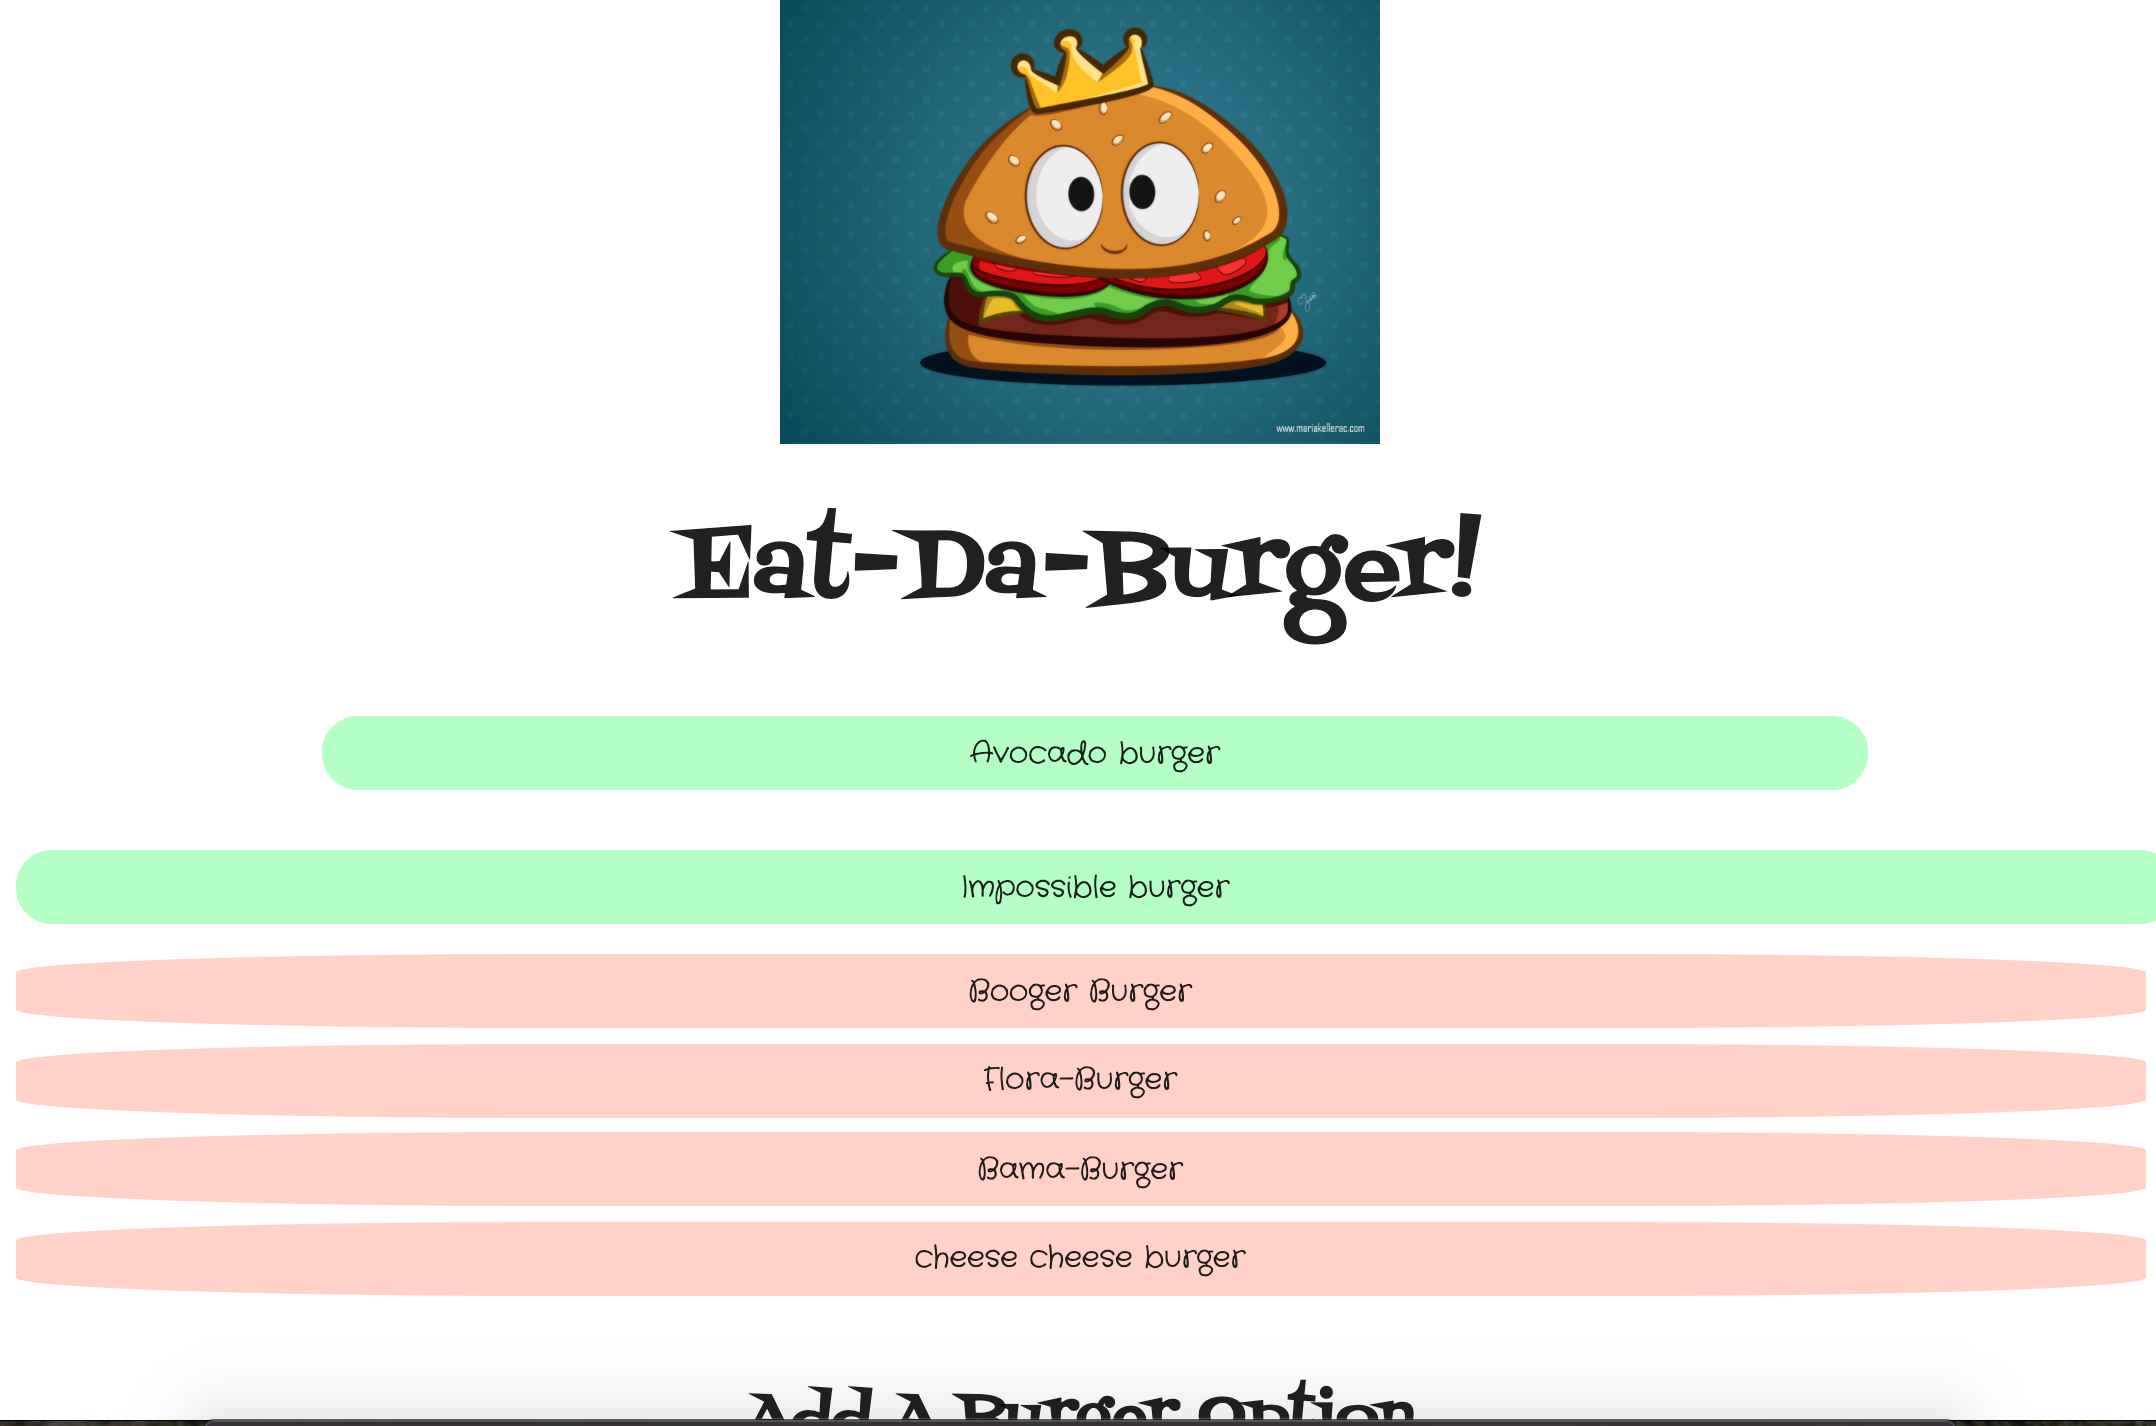 www.mariakellerac.com
Eat-Da-Burger!
Avocado burger
Impossible burger
Booger Burger
Flora-Burger
Bama-Burger
cheese cheese burger
Add A Burger Option